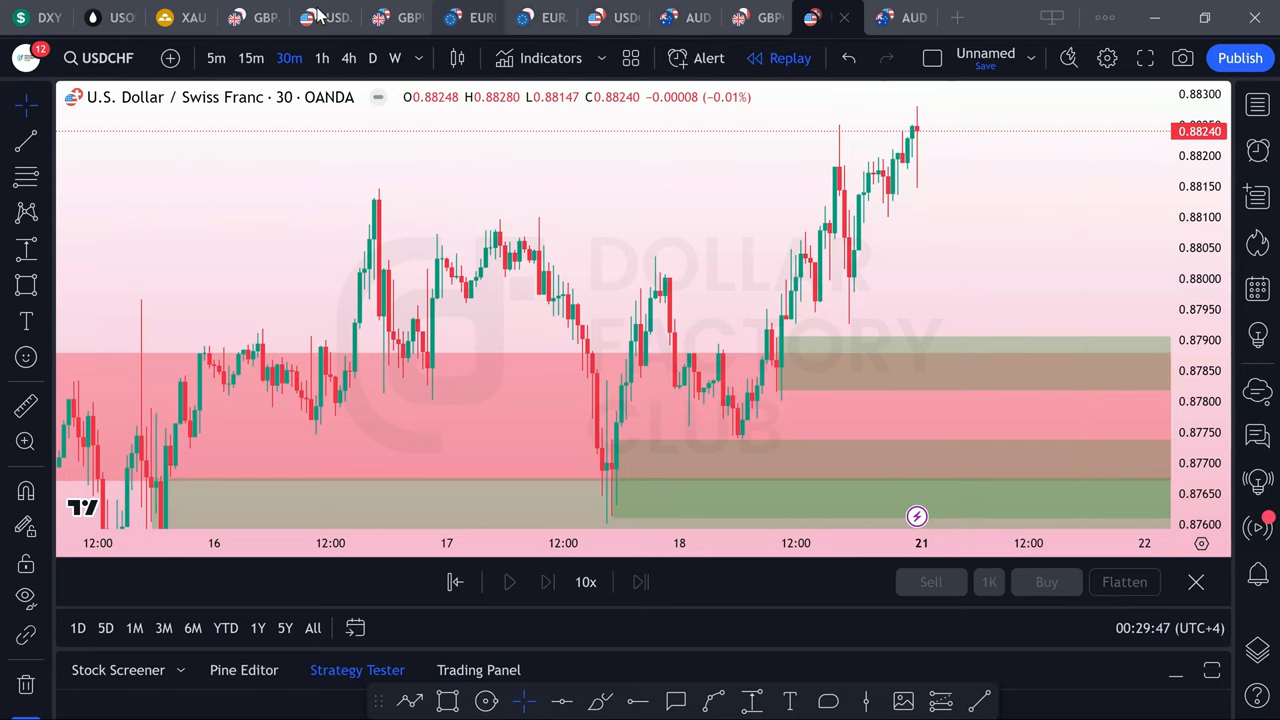 DXY USO XAU GBP. USD. GBP EUR EUR. USD AUD GBP AUD
12 USDCHF 5m 15m 30m 1h 4h D W Indicators Alert Replay Unnamed Save Publish
U.S. Dollar / Swiss Franc · 30 · OANDA O0.88248 H0.88280 L0.88147 C0.88240 −0.00008 (−0.01%)
0.88300
0.88240
0.88200
0.88150
0.88100
0.88050
0.88000
0.87950
0.87900
0.87850
0.87800
0.87750
0.87700
0.87650
0.87600
DOLLAR
FACTORY
CLUB
12:00 16 12:00 17 12:00 18 12:00 21 12:00 22
10x Sell 1K Buy Flatten
1D 5D 1M 3M 6M YTD 1Y 5Y All 00:29:47 (UTC+4)
Stock Screener Pine Editor Strategy Tester Trading Panel